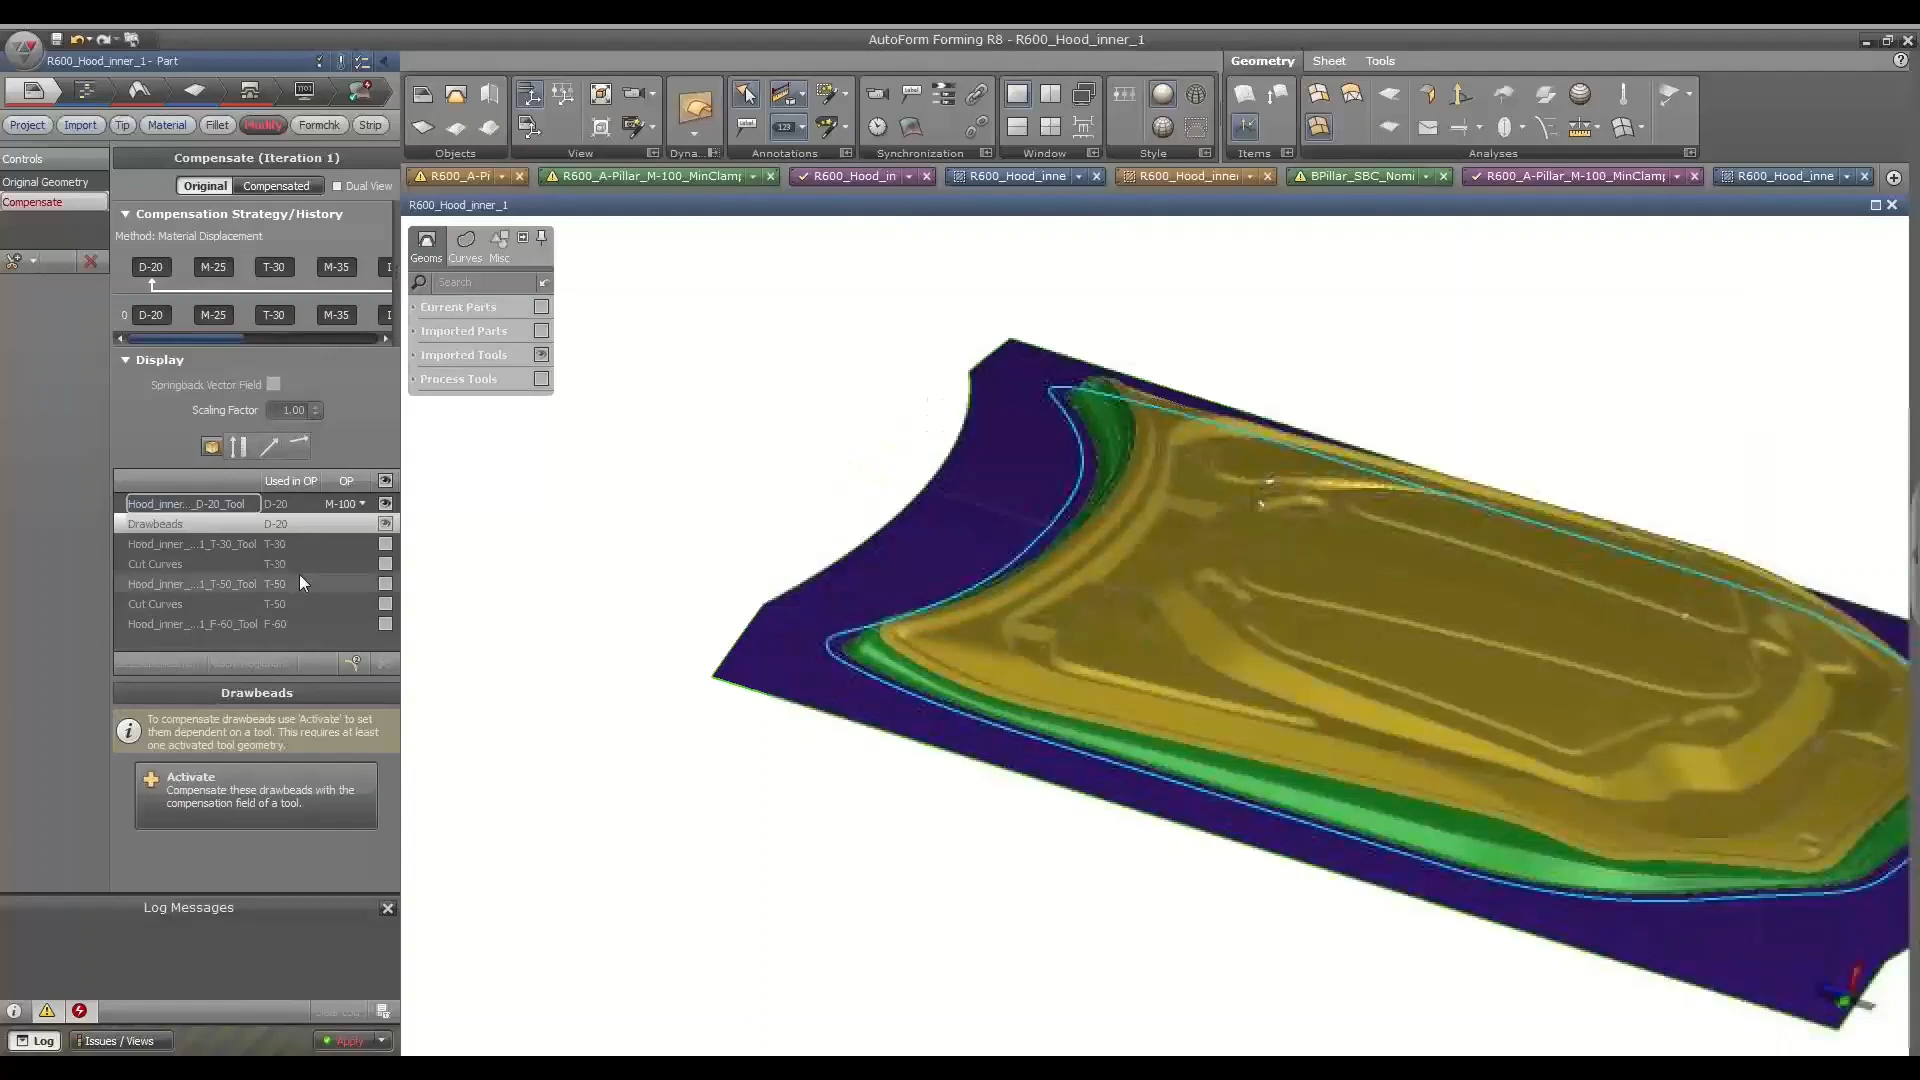 AutoForm Forming R8 - R600_Hood_inner_1
R600_Hood_inner_1 - Part
Geometry
Sheet
Tools
Project
Import
Tip
Material
Fillet
Modify
Formchk
Strip
Objects
View
Dyna...
Annotations
Synchronization
Window
Style
Items
Analyses
Controls
Original Geometry
Compensate
Compensate (Iteration 1)
Original
Compensated
Dual View
R600_A-Pi
R600_A-Pillar_M-100_MinClamp
R600_Hood_in
R600_Hood_inne
R600_Hood_inner
BPillar_SBC_Nomi
R600_A-Pillar_M-100_MinClamp
R600_Hood_inne
R600_Hood_inner_1
Compensation Strategy/History
Method: Material Displacement
D-20 M-25 T-30 M-35
0 D-20 M-25 T-30 M-35
Geoms
Curves
Misc
Search
Current Parts
Imported Parts
Imported Tools
Process Tools
Display
Springback Vector Field
Scaling Factor 1.00
Used in OP OP
Hood_inner..._D-20_Tool D-20 M-100
Drawbeads D-20
Hood_inner_...1_T-30_Tool T-30
Cut Curves T-30
Hood_inner_...1_T-50_Tool T-50
Cut Curves T-50
Hood_inner_...1_F-60_Tool F-60
Drawbeads
To compensate drawbeads use 'Activate' to set
them dependent on a tool. This requires at least
one activated tool geometry.
Activate
Compensate these drawbeads with the
compensation field of a tool.
Log Messages
Clear Log
Log
Issues / Views
Apply